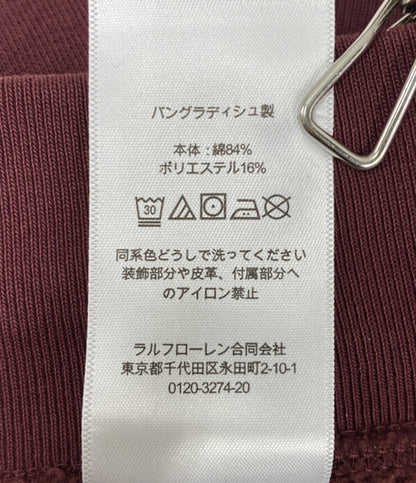 バングラディシュ製
本体 : 綿84%
ポリエステル16%
30
同系色どうしで洗ってください
装飾部分や皮革、付属部分へ
のアイロン禁止
ラルフローレン合同会社
東京都千代田区永田町2-10-1
0120-3274-20